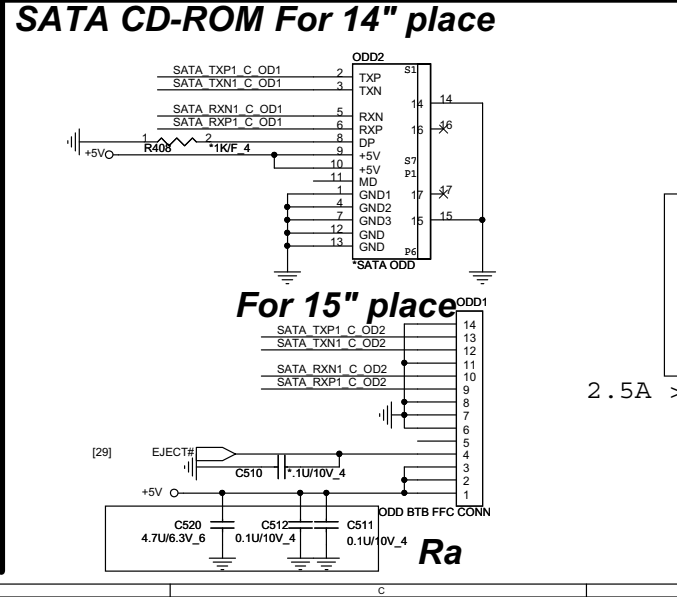 SATA CD-ROM For 14" place
ODD2
SATA_TXP1_C_OD1 2 TXP S1
SATA_TXN1_C_OD1 3 TXN
14 14
SATA_RXN1_C_OD1 5 RXN
SATA_RXP1_C_OD1 6 RXP 16 16
1 2 8 DP
R408 *1K/F_4
+5V 9 +5V
10 +5V S7
11 MD P1
1 GND1 17 17
4 GND2
7 GND3 15 15
12 GND
13 GND P6
*SATA ODD
For 15" place
ODD1
14
SATA_TXP1_C_OD2 13
SATA_TXN1_C_OD2 12
11
SATA_RXN1_C_OD2 10
SATA_RXP1_C_OD2 9
8
7
6
5
[29] EJECT# 4
C510 *.1U/10V_4 3
2
+5V 1
ODD BTB FFC CONN
C520 C512 C511
4.7U/6.3V_6 0.1U/10V_4 0.1U/10V_4
Ra
2.5A >
C